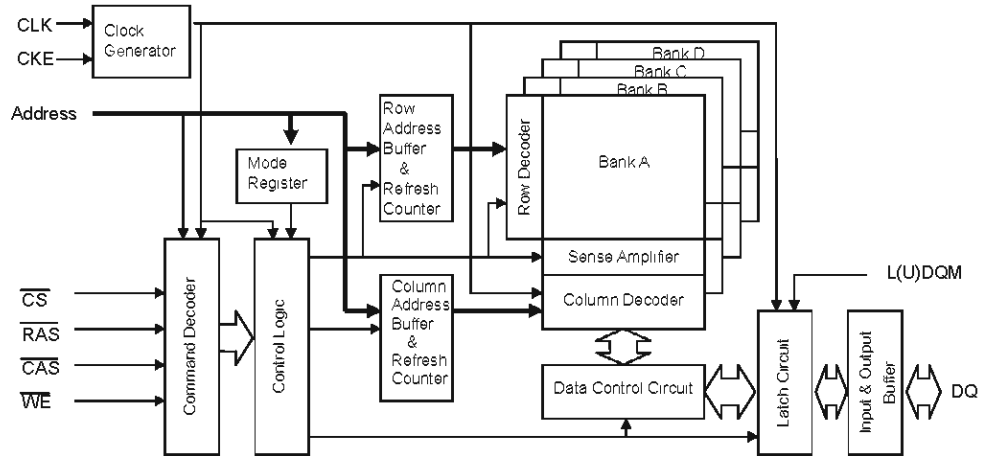 CLK
CKE
Clock
Generator
Address
Mode
Register
Row
Address
Buffer
&
Refresh
Counter
Bank D
Bank C
Bank B
Bank A
Row Decoder
Sense Amplifier
Column Decoder
CS
RAS
CAS
WE
Command Decoder
Control Logic
Column
Address
Buffer
&
Refresh
Counter
Data Control Circuit
L(U)DQM
Latch Circuit
Input & Output
Buffer
DQ